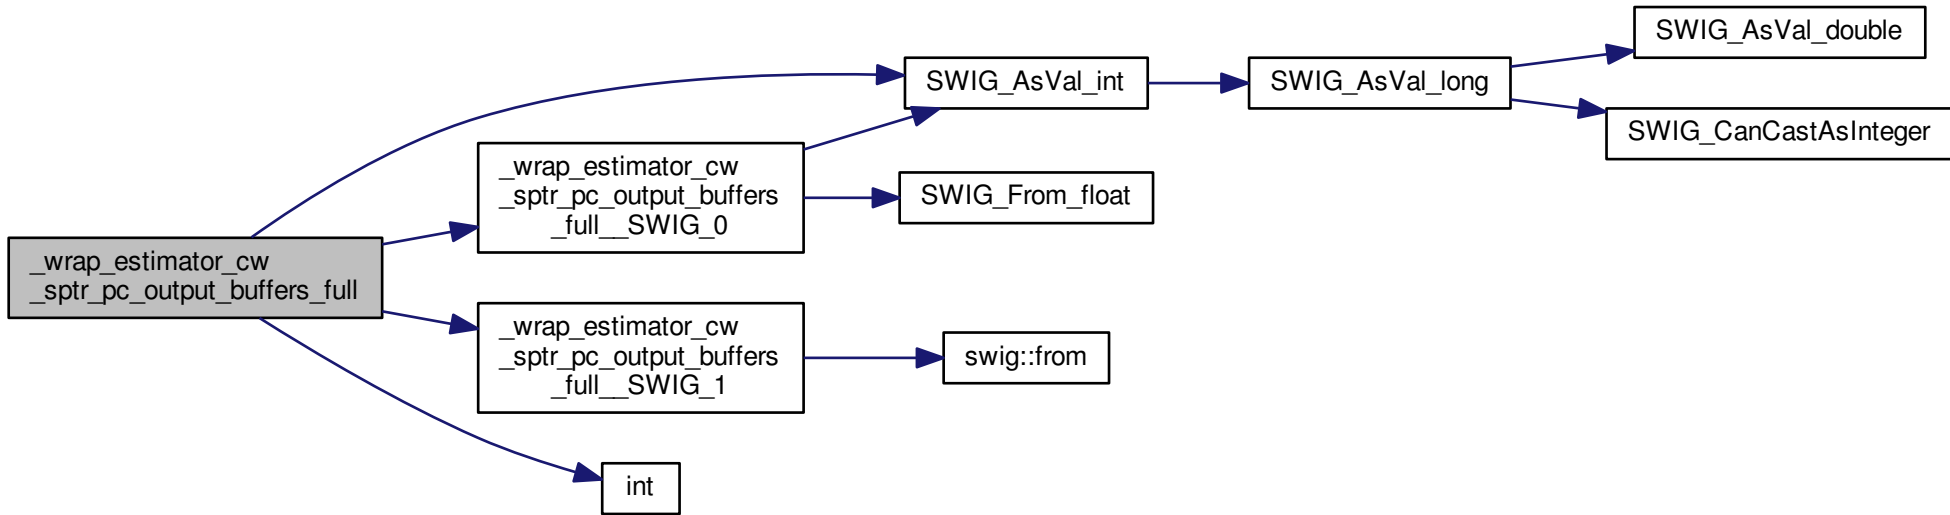 _wrap_estimator_cw
_sptr_pc_output_buffers_full
_wrap_estimator_cw
_sptr_pc_output_buffers
_full__SWIG_0
_wrap_estimator_cw
_sptr_pc_output_buffers
_full__SWIG_1
int
SWIG_AsVal_int
SWIG_From_float
swig::from
SWIG_AsVal_long
SWIG_AsVal_double
SWIG_CanCastAsInteger